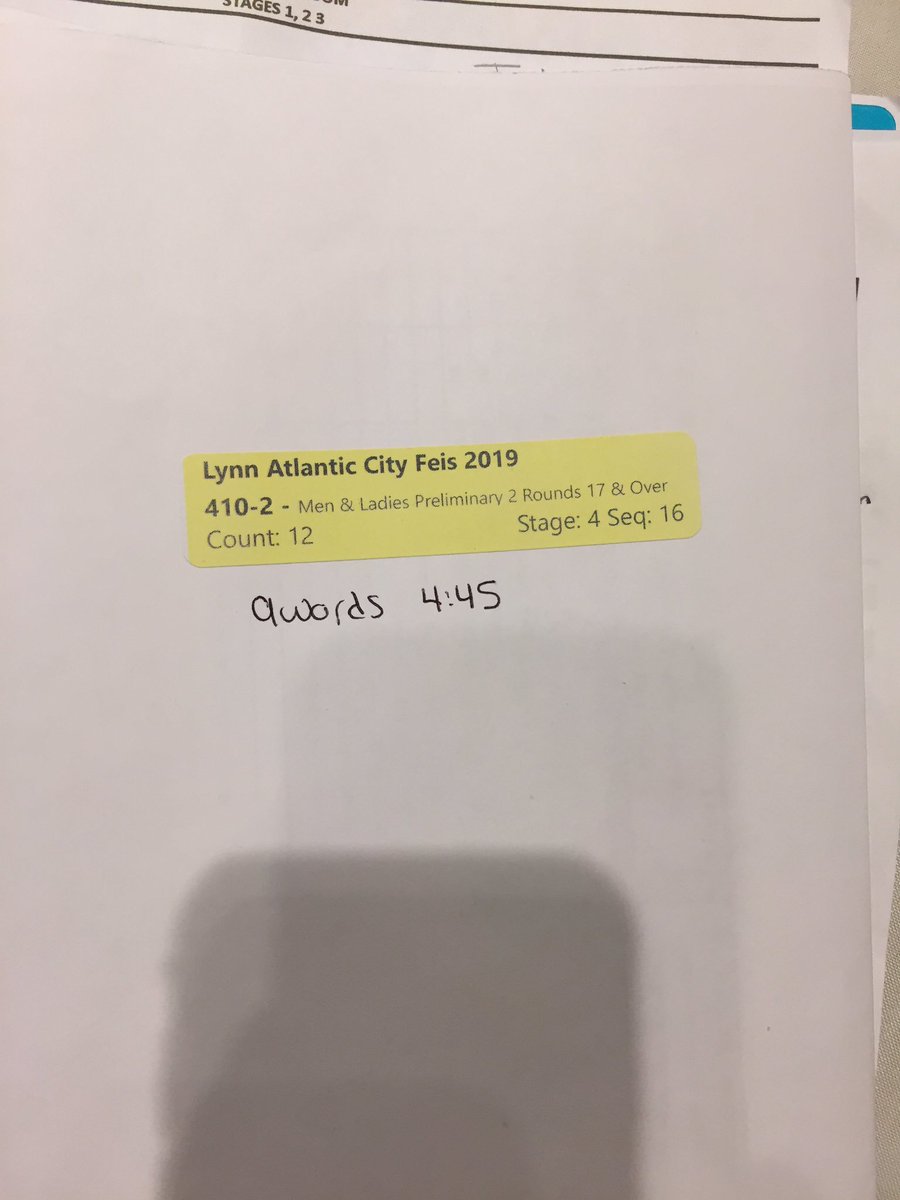 STAGES 1, 2 3
Lynn Atlantic City Feis 2019
410-2 - Men & Ladies Preliminary 2 Rounds 17 & Over
Count: 12 Stage: 4 Seq: 16
awards 4:45